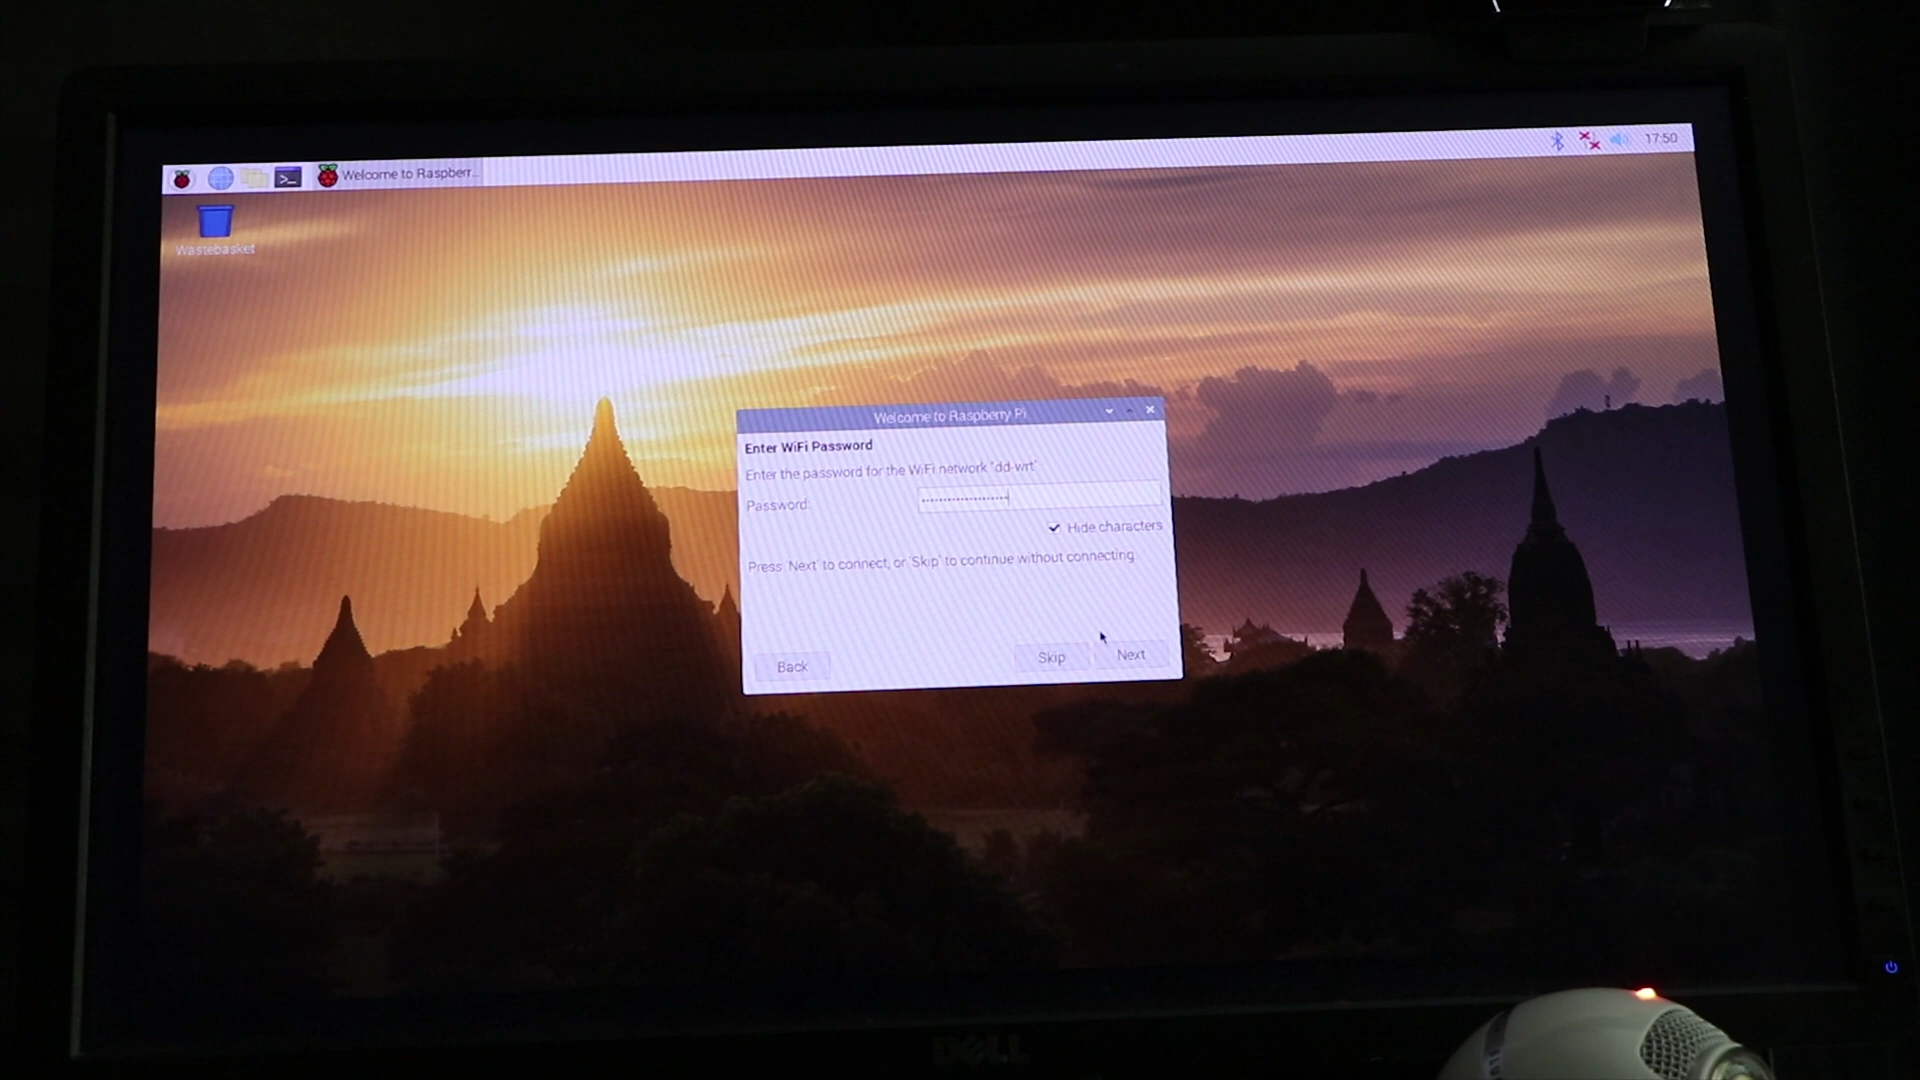 Welcome to Raspberr...
17:50
Wastebasket
Welcome to Raspberry Pi
Enter WiFi Password
Enter the password for the WiFi network "dd-wrt"
Password:
Hide characters
Press 'Next' to connect, or 'Skip' to continue without connecting.
Back
Skip
Next
DELL